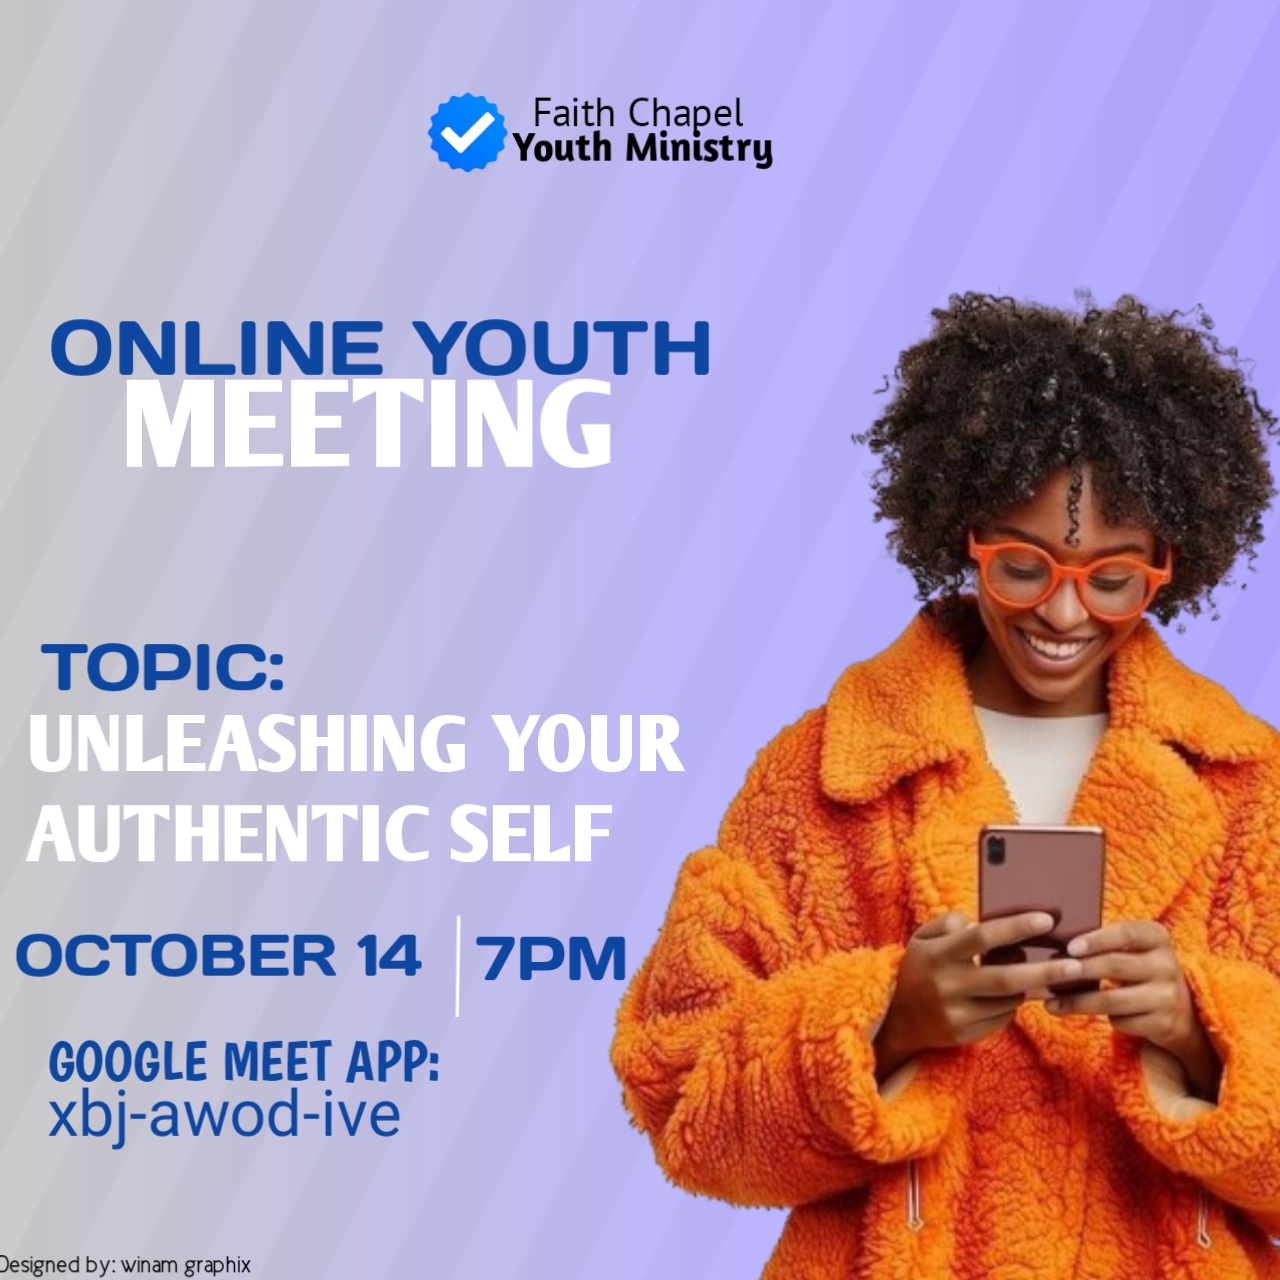 Faith Chapel
Youth Ministry
ONLINE YOUTH
MEETING
TOPIC:
UNLEASHING YOUR
AUTHENTIC SELF
OCTOBER 14
7PM
GOOGLE MEET APP:
xbj-awod-ive
Designed by: winam graphix